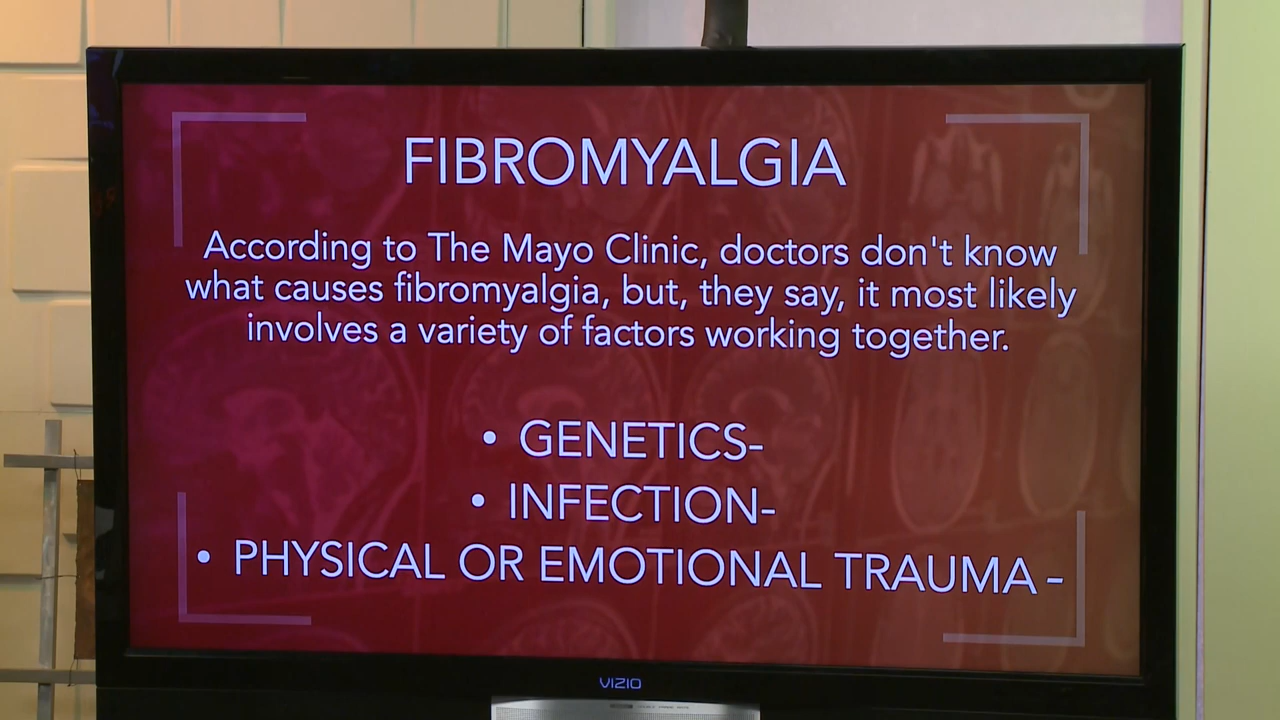 FIBROMYALGIA
According to The Mayo Clinic, doctors don't know
what causes fibromyalgia, but, they say, it most likely
involves a variety of factors working together.
• GENETICS-
• INFECTION-
• PHYSICAL OR EMOTIONAL TRAUMA -
VIZIO